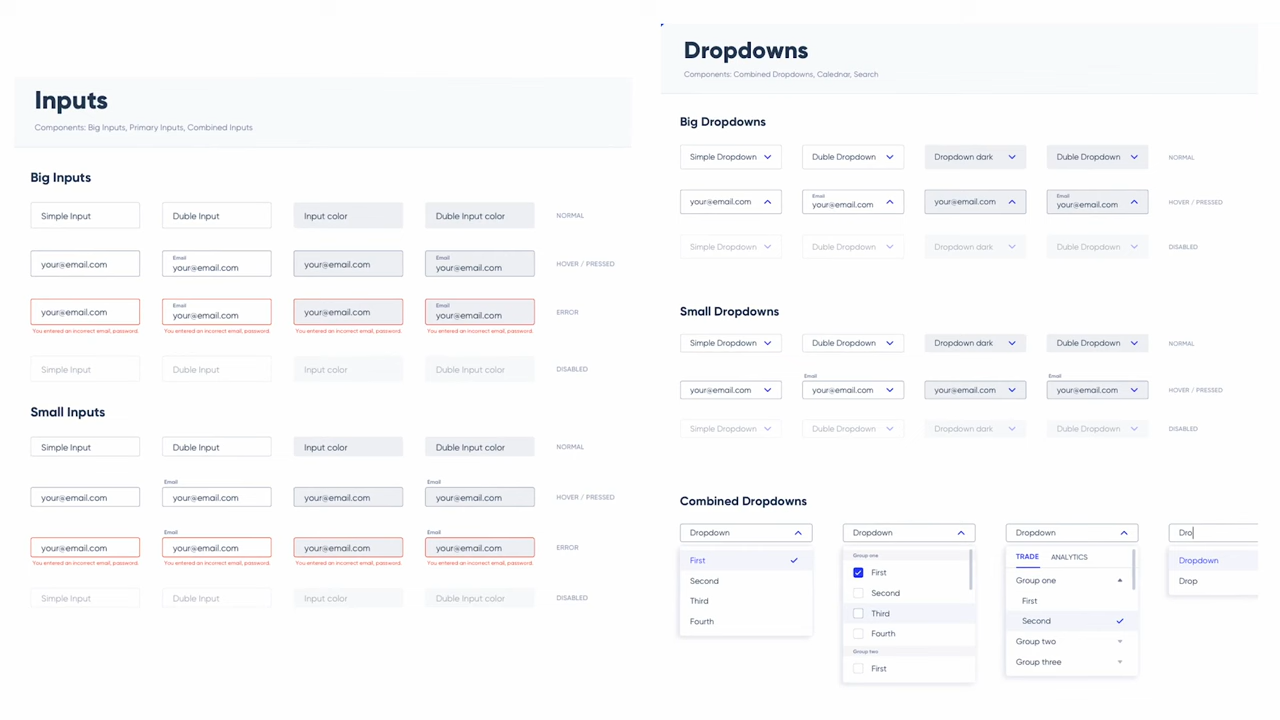 Inputs
Components: Big Inputs, Primary Inputs, Combined Inputs
Big Inputs
Simple Input
Duble Input
Input color
Duble Input color
NORMAL
your@email.com
Email
your@email.com
your@email.com
Email
your@email.com
HOVER / PRESSED
your@email.com
Email
your@email.com
your@email.com
Email
your@email.com
ERROR
You entered an incorrect email, password.
You entered an incorrect email, password.
You entered an incorrect email, password.
You entered an incorrect email, password.
Simple Input
Duble Input
Input color
Duble Input color
DISABLED
Small Inputs
Simple Input
Duble Input
Input color
Duble Input color
NORMAL
your@email.com
Email
your@email.com
your@email.com
Email
your@email.com
HOVER / PRESSED
your@email.com
Email
your@email.com
your@email.com
Email
your@email.com
ERROR
You entered an incorrect email, password.
You entered an incorrect email, password.
You entered an incorrect email, password.
You entered an incorrect email, password.
Simple Input
Duble Input
Input color
Duble Input color
DISABLED
Dropdowns
Components: Combined Dropdowns, Calednar, Search
Big Dropdowns
Simple Dropdown
Duble Dropdown
Dropdown dark
Duble Dropdown
NORMAL
your@email.com
Email
your@email.com
your@email.com
Email
your@email.com
HOVER / PRESSED
Simple Dropdown
Duble Dropdown
Dropdown dark
Duble Dropdown
DISABLED
Small Dropdowns
Simple Dropdown
Duble Dropdown
Dropdown dark
Duble Dropdown
NORMAL
your@email.com
Email
your@email.com
your@email.com
Email
your@email.com
HOVER / PRESSED
Simple Dropdown
Duble Dropdown
Dropdown dark
Duble Dropdown
DISABLED
Combined Dropdowns
Dropdown
First
Second
Third
Fourth
Dropdown
Group one
First
Second
Third
Fourth
Group two
First
Dropdown
TRADE
ANALYTICS
Group one
First
Second
Group two
Group three
Dro
Dropdown
Drop